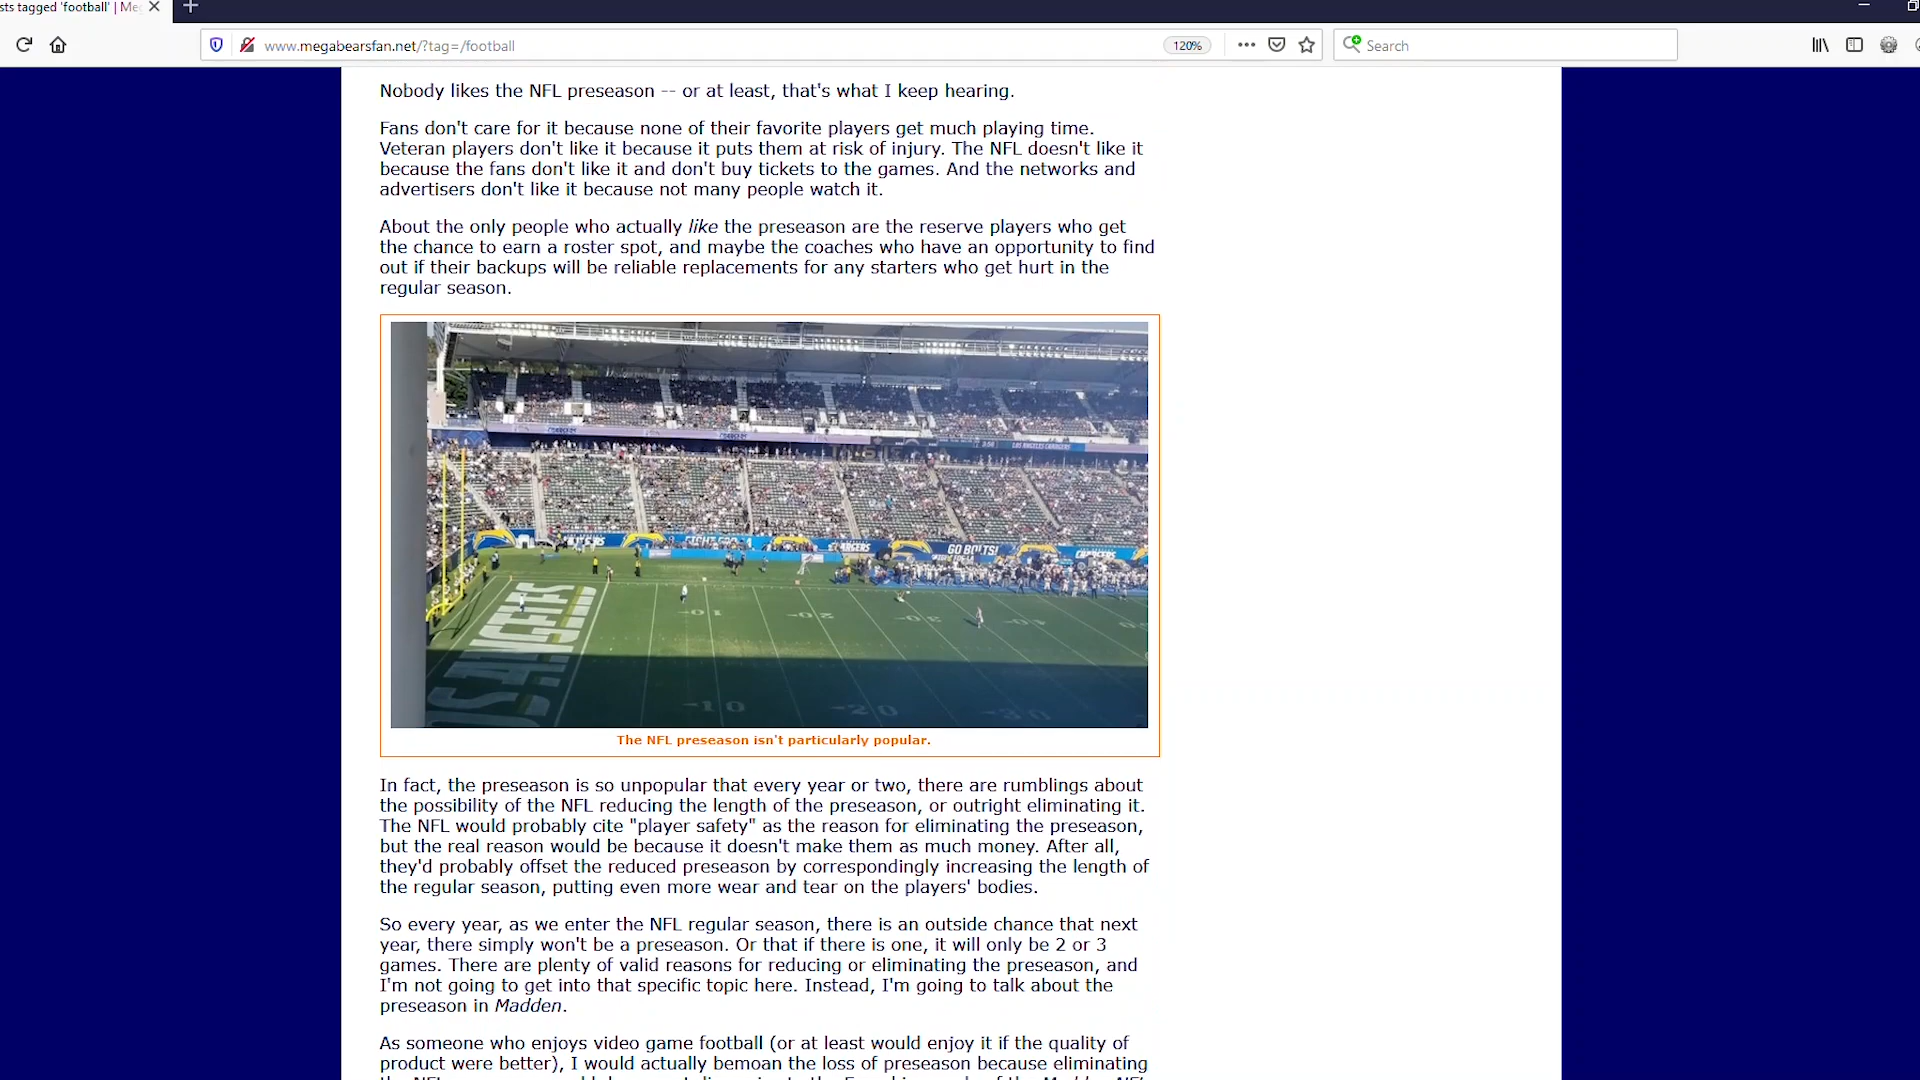 sts tagged 'football' | Me
www.megabearsfan.net/?tag=/football
120%
Search
Nobody likes the NFL preseason -- or at least, that's what I keep hearing.
Fans don't care for it because none of their favorite players get much playing time.
Veteran players don't like it because it puts them at risk of injury. The NFL doesn't like it
because the fans don't like it and don't buy tickets to the games. And the networks and
advertisers don't like it because not many people watch it.
About the only people who actually like the preseason are the reserve players who get
the chance to earn a roster spot, and maybe the coaches who have an opportunity to find
out if their backups will be reliable replacements for any starters who get hurt in the
regular season.
CHARGERS
GO BOLTS!
CHARGERS
10
20
30
40
10
20
30
The NFL preseason isn't particularly popular.
In fact, the preseason is so unpopular that every year or two, there are rumblings about
the possibility of the NFL reducing the length of the preseason, or outright eliminating it.
The NFL would probably cite "player safety" as the reason for eliminating the preseason,
but the real reason would be because it doesn't make them as much money. After all,
they'd probably offset the reduced preseason by correspondingly increasing the length of
the regular season, putting even more wear and tear on the players' bodies.
So every year, as we enter the NFL regular season, there is an outside chance that next
year, there simply won't be a preseason. Or that if there is one, it will only be 2 or 3
games. There are plenty of valid reasons for reducing or eliminating the preseason, and
I'm not going to get into that specific topic here. Instead, I'm going to talk about the
preseason in Madden.
As someone who enjoys video game football (or at least would enjoy it if the quality of
product were better), I would actually bemoan the loss of preseason because eliminating